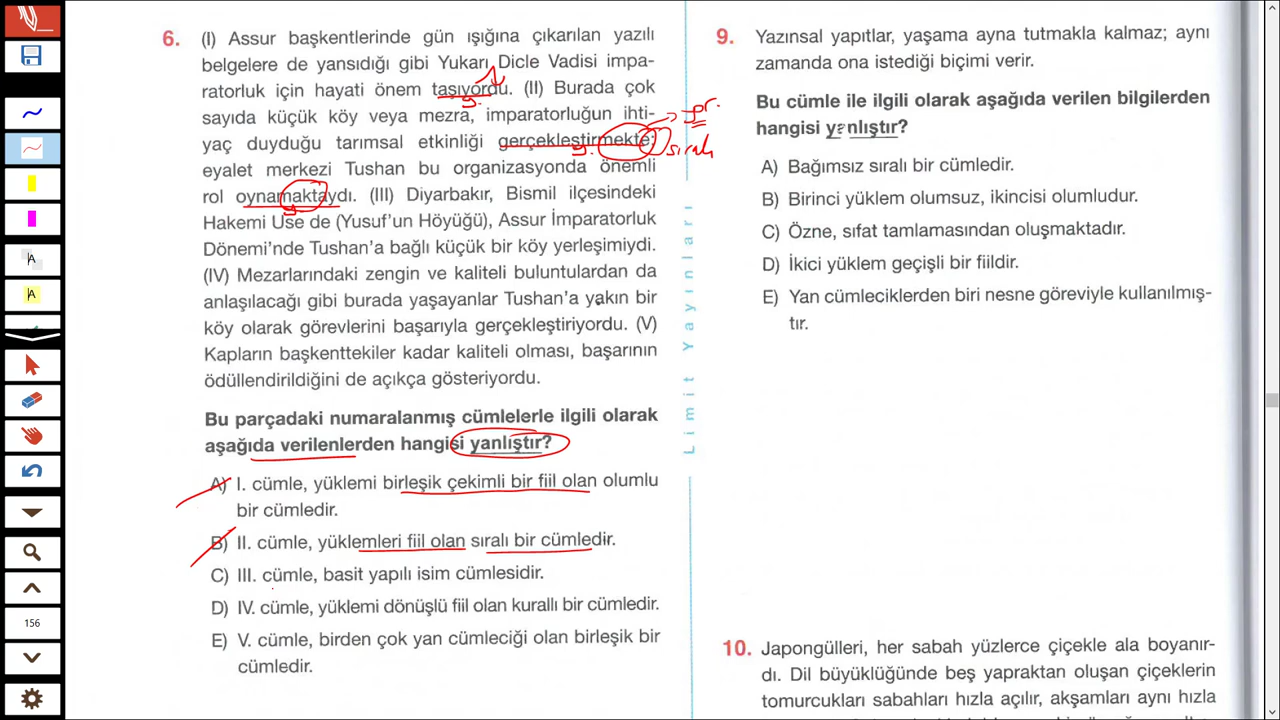 6. (I) Assur başkentlerinde gün ışığına çıkarılan yazılı
belgelere de yansıdığı gibi Yukarı Dicle Vadisi impa-
ratorluk için hayati önem taşıyordu. (II) Burada çok
sayıda küçük köy veya mezra, imparatorluğun ihti-
yaç duyduğu tarımsal etkinliği gerçekleştirmekte;
eyalet merkezi Tushan bu organizasyonda önemli
rol oynamaktaydı. (III) Diyarbakır, Bismil ilçesindeki
Hakemi Use de (Yusuf'un Höyüğü), Assur İmparatorluk
Dönemi'nde Tushan'a bağlı küçük bir köy yerleşimiydi.
(IV) Mezarlarındaki zengin ve kaliteli buluntulardan da
anlaşılacağı gibi burada yaşayanlar Tushan'a yakın bir
köy olarak görevlerini başarıyla gerçekleştiriyordu. (V)
Kapların başkenttekiler kadar kaliteli olması, başarının
ödüllendirildiğini de açıkça gösteriyordu.
Bu parçadaki numaralanmış cümlelerle ilgili olarak
aşağıda verilenlerden hangisi yanlıştır?
A) I. cümle, yüklemi birleşik çekimli bir fiil olan olumlu
bir cümledir.
B) II. cümle, yüklemleri fiil olan sıralı bir cümledir.
C) III. cümle, basit yapılı isim cümlesidir.
D) IV. cümle, yüklemi dönüşlü fiil olan kurallı bir cümledir.
E) V. cümle, birden çok yan cümleciği olan birleşik bir
cümledir.
y.
pr.
y.
sıralı
y
Limit Yayınları
9. Yazınsal yapıtlar, yaşama ayna tutmakla kalmaz; aynı
zamanda ona istediği biçimi verir.
Bu cümle ile ilgili olarak aşağıda verilen bilgilerden
hangisi yanlıştır?
A) Bağımsız sıralı bir cümledir.
B) Birinci yüklem olumsuz, ikincisi olumludur.
C) Özne, sıfat tamlamasından oluşmaktadır.
D) İkici yüklem geçişli bir fiildir.
E) Yan cümleciklerden biri nesne göreviyle kullanılmış-
tır.
10. Japongülleri, her sabah yüzlerce çiçekle ala boyanır-
dı. Dil büyüklüğünde beş yapraktan oluşan çiçeklerin
tomurcukları sabahları hızla açılır, akşamları aynı hızla
A
A
156